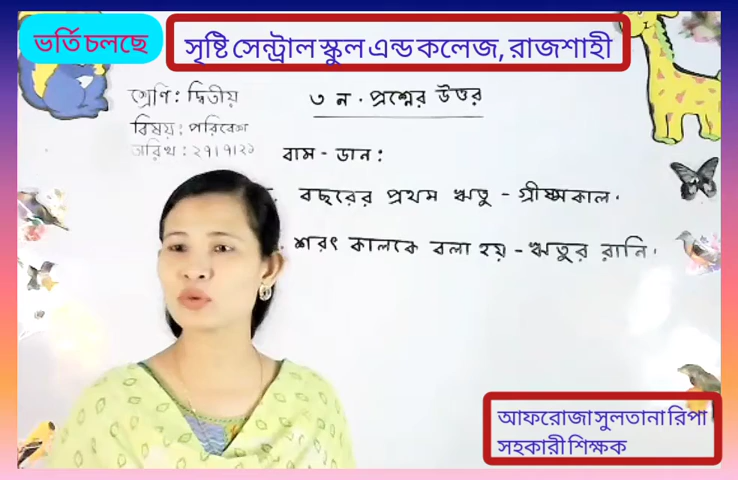 ভর্তি চলছে
সৃষ্টি সেন্ট্রাল স্কুল এন্ড কলেজ, রাজশাহী
শ্রেণি : দ্বিতীয়
৩ ন. প্রশ্নের উত্তর
বিষয় : পরিবেশ
তারিখ : ২৭।৭।২১
বাম - ডান :
বছরের প্রথম ঋতু - গ্রীষ্মকাল.
শরৎ কালকে বলা হয় - ঋতুর রানি.
আফরোজা সুলতানা রিপা
সহকারী শিক্ষক